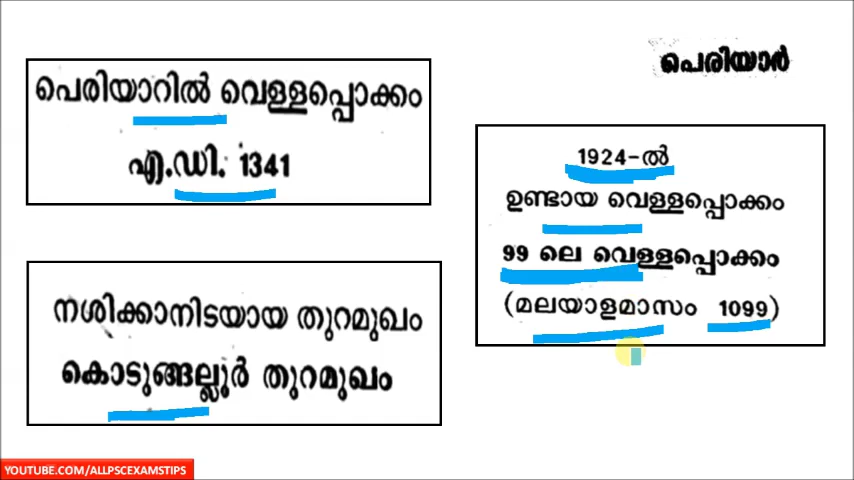 പെരിയാർ
പെരിയാറിൽ വെള്ളപ്പൊക്കം
എ.ഡി. 1341
നശിക്കാനിടയായ തുറമുഖം
കൊടുങ്ങല്ലൂർ തുറമുഖം
1924-ൽ
ഉണ്ടായ വെള്ളപ്പൊക്കം
99 ലെ വെള്ളപ്പൊക്കം
(മലയാളമാസം 1099)
YOUTUBE.COM/ALLPSCEXAMSTIPS